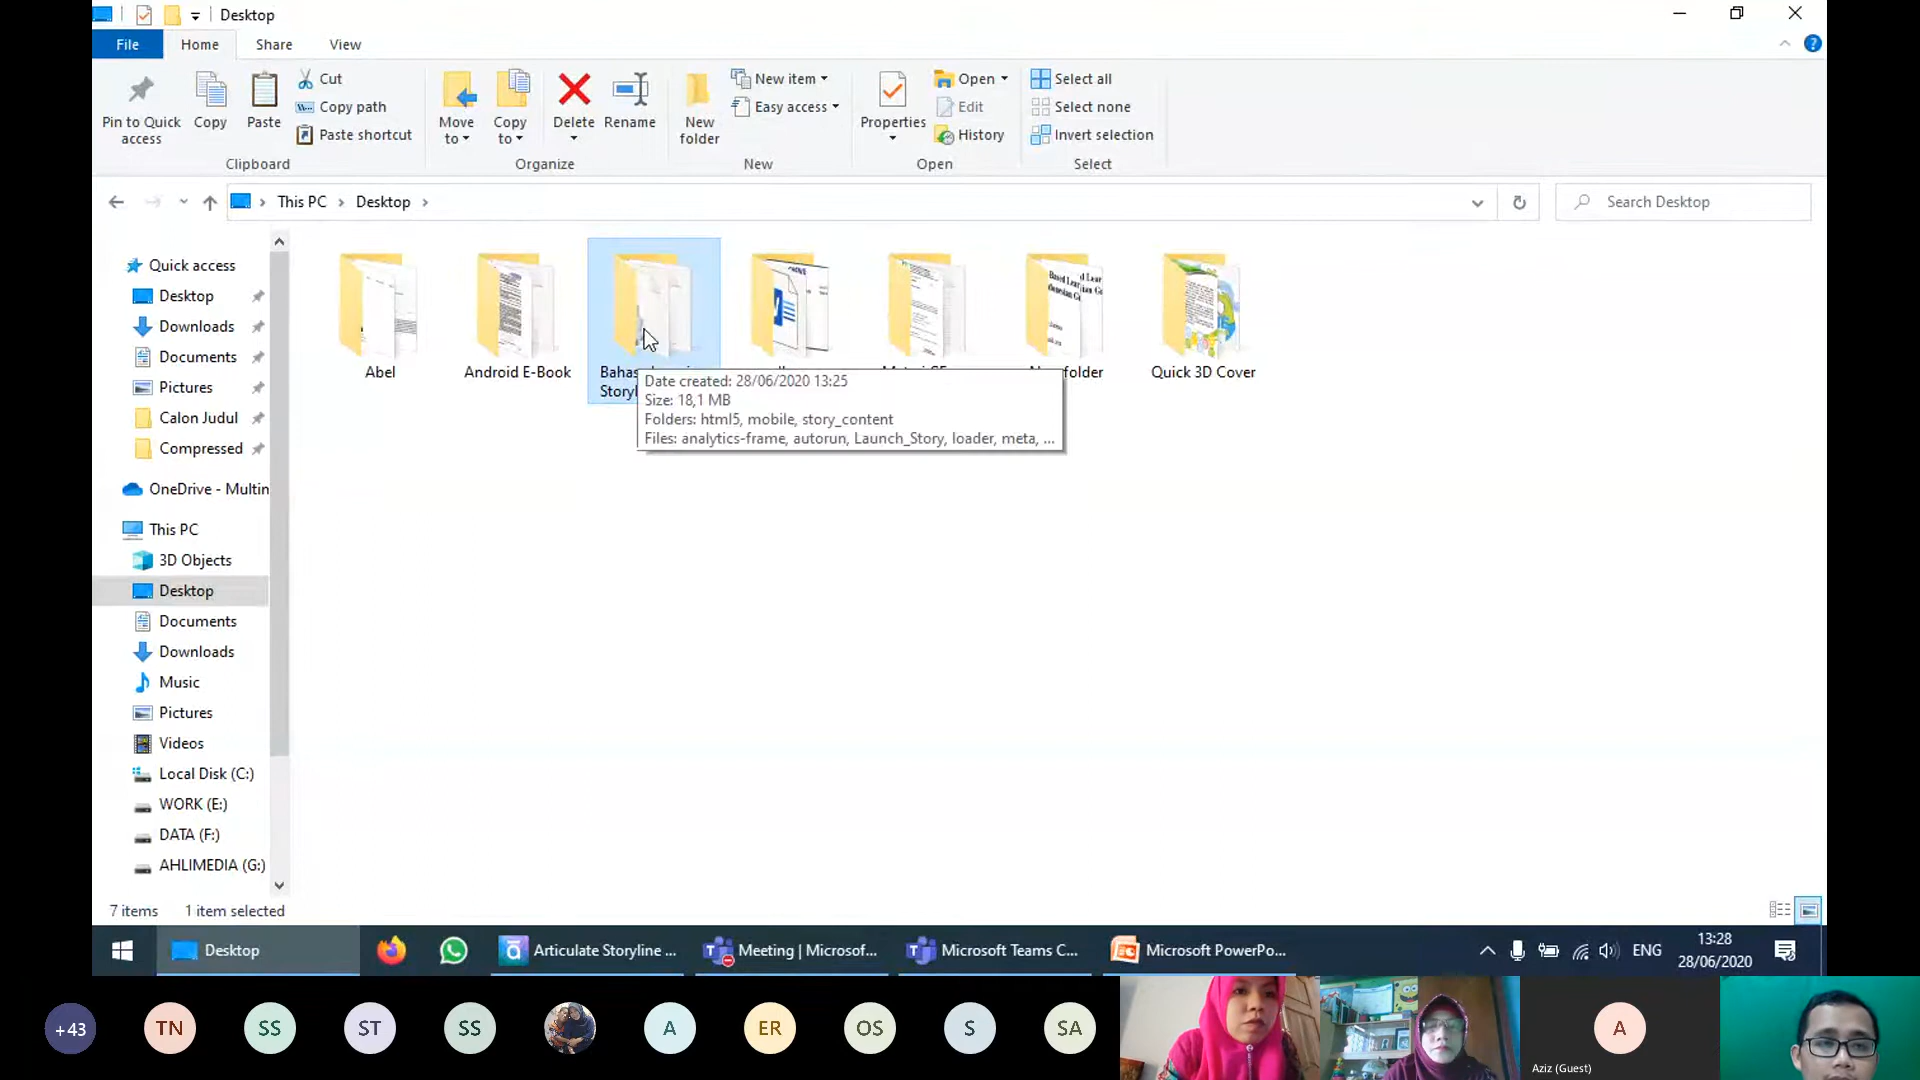 Desktop
File Home Share View
Pin to Quick access
Copy
Paste
Cut
Copy path
Paste shortcut
Clipboard
Move to
Copy to
Delete
Rename
Organize
New folder
New item
Easy access
New
Properties
Open
Edit
History
Open
Select all
Select none
Invert selection
Select
This PC > Desktop >
Search Desktop
Quick access
Desktop
Downloads
Documents
Pictures
Calon Judul
Compressed
OneDrive - Multin
This PC
3D Objects
Desktop
Documents
Downloads
Music
Pictures
Videos
Local Disk (C:)
WORK (E:)
DATA (F:)
AHLIMEDIA (G:)
Abel
Android E-Book
Quick 3D Cover
Date created: 28/06/2020 13:25
Size: 18,1 MB
Folders: html5, mobile, story_content
Files: analytics-frame, autorun, Launch_Story, loader, meta, ...
7 items 1 item selected
Desktop
Articulate Storyline ...
Meeting | Microsof...
Microsoft Teams C...
Microsoft PowerPo...
ENG
13:28
28/06/2020
+43 TN SS ST SS A ER OS S SA A
Aziz (Guest)